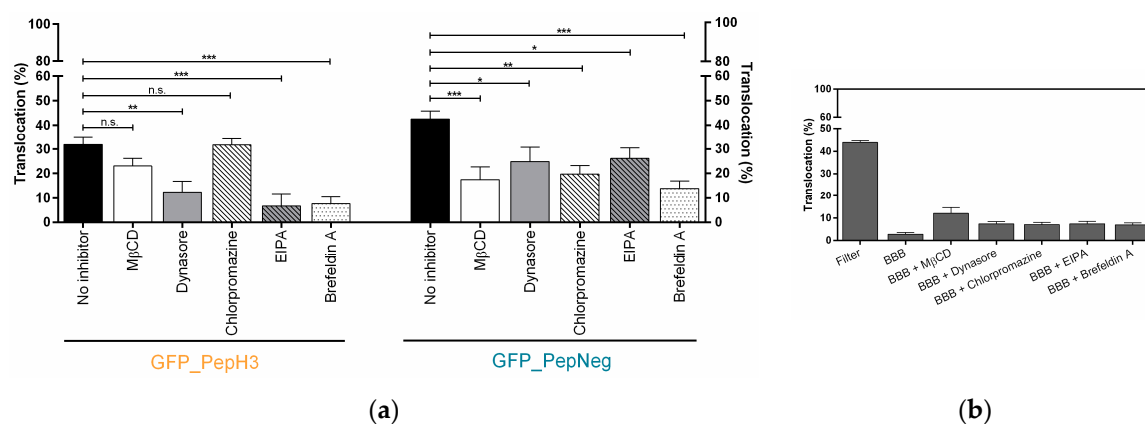 100
80
60
50
40
30
20
10
0
Translocation (%)
***
***
n.s.
**
n.s.
***
*
**
*
***
100
80
60
50
40
30
20
10
0
Translocation (%)
No inhibitor
MβCD
Dynasore
Chlorpromazine
EIPA
Brefeldin A
No inhibitor
MβCD
Dynasore
Chlorpromazine
EIPA
Brefeldin A
GFP_PepH3
GFP_PepNeg
(a)
100
60
50
40
30
20
10
0
Translocation (%)
Filter
BBB
BBB + MβCD
BBB + Dynasore
BBB + Chlorpromazine
BBB + EIPA
BBB + Brefeldin A
(b)